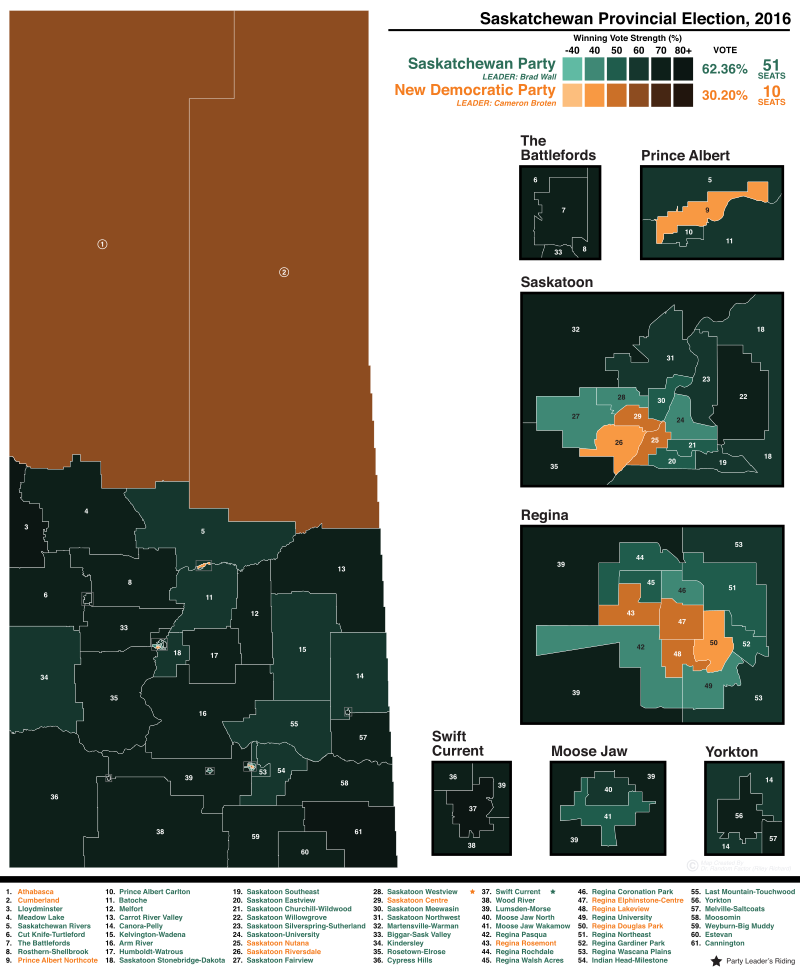 Saskatchewan Provincial Election, 2016
Winning Vote Strength (%)
-40 40 50 60 70 80+ VOTE
Saskatchewan Party
LEADER: Brad Wall
62.36%
51
SEATS
New Democratic Party
LEADER: Cameron Broten
30.20%
10
SEATS
The
Battlefords
6
7
33 8
Prince Albert
5
9
10
11
Saskatoon
32
18
31
23
22
30
28
27
29
24
26
25
21
20
19
18
35
Regina
39
53
44
45
46
51
43
47
42
48
50
52
49
39
53
Swift
Current
36
39
37
38
Moose Jaw
39
40
41
39
Yorkton
14
56
14
57
1
2
3
4
5
6
8
11
12
13
33
18
17
15
14
34
35
16
55
57
39
53
54
58
36
38
59
60
61
1. Athabasca
2. Cumberland
3. Lloydminster
4. Meadow Lake
5. Saskatchewan Rivers
6. Cut Knife-Turtleford
7. The Battlefords
8. Rosthern-Shellbrook
9. Prince Albert Northcote
10. Prince Albert Carlton
11. Batoche
12. Melfort
13. Carrot River Valley
14. Canora-Pelly
15. Kelvington-Wadena
16. Arm River
17. Humboldt-Watrous
18. Saskatoon Stonebridge-Dakota
19. Saskatoon Southeast
20. Saskatoon Eastview
21. Saskatoon Churchill-Wildwood
22. Saskatoon Willowgrove
23. Saskatoon Silverspring-Sutherland
24. Saskatoon-University
25. Saskatoon Nutana
26. Saskatoon Riversdale
27. Saskatoon Fairview
28. Saskatoon Westview
29. Saskatoon Centre
30. Saskatoon Meewasin
31. Saskatoon Northwest
32. Martensville-Warman
33. Biggar-Sask Valley
34. Kindersley
35. Rosetown-Elrose
36. Cypress Hills
37. Swift Current
38. Wood River
39. Lumsden-Morse
40. Moose Jaw North
41. Moose Jaw Wakamow
42. Regina Pasqua
43. Regina Rosemont
44. Regina Rochdale
45. Regina Walsh Acres
46. Regina Coronation Park
47. Regina Elphinstone-Centre
48. Regina Lakeview
49. Regina University
50. Regina Douglas Park
51. Regina Northeast
52. Regina Gardiner Park
53. Regina Wascana Plains
54. Indian Head-Milestone
55. Last Mountain-Touchwood
56. Yorkton
57. Melville-Saltcoats
58. Moosomin
59. Weyburn-Big Muddy
60. Estevan
61. Cannington
Party Leader's Riding